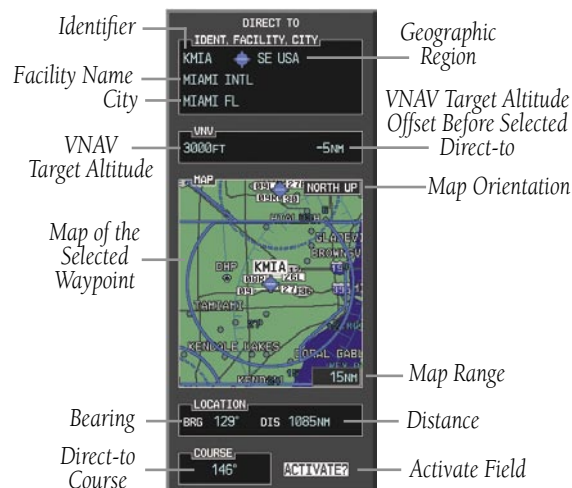 DIRECT TO
IDENT, FACILITY, CITY
KMIA SE USA
MIAMI INTL
MIAMI FL
Identifier
Geographic
Region
Facility Name
City
VNV
3000FT -5NM
VNAV
Target Altitude
VNAV Target Altitude
Offset Before Selected
Direct-to
MAP
NORTH UP
Map Orientation
Map of the
Selected
Waypoint
DHP
KMIA
TAMIAMI
KENDALE LAKES
CORAL GABL
15NM
Map Range
LOCATION
BRG 129° DIS 1085NM
Bearing
Distance
COURSE
146° ACTIVATE?
Direct-to
Course
Activate Field